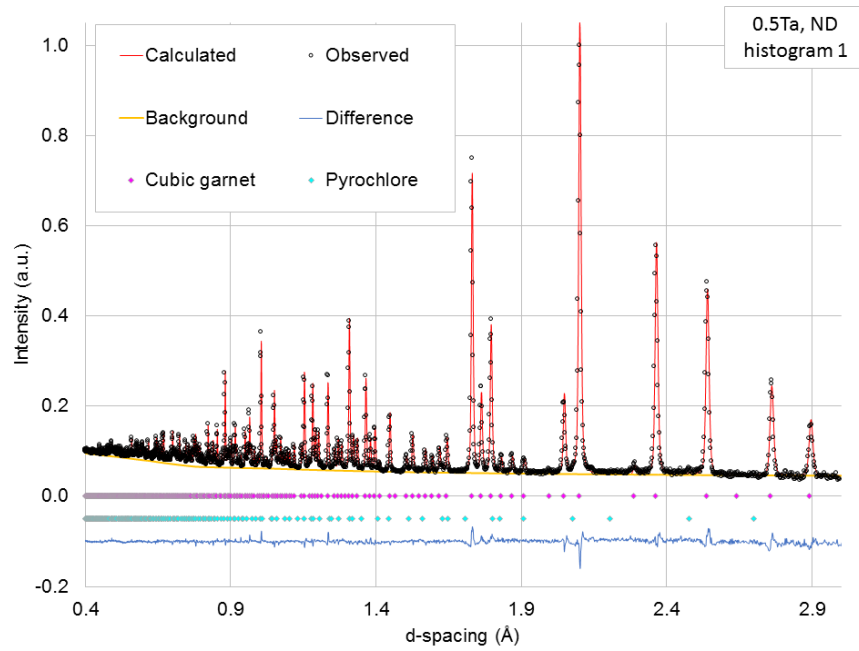 0.5Ta, ND
histogram 1
Calculated
Observed
Background
Difference
Cubic garnet
Pyrochlore
Intensity (a.u.)
1.0
0.8
0.6
0.4
0.2
0.0
-0.2
0.4
0.9
1.4
1.9
2.4
2.9
d-spacing (Å)